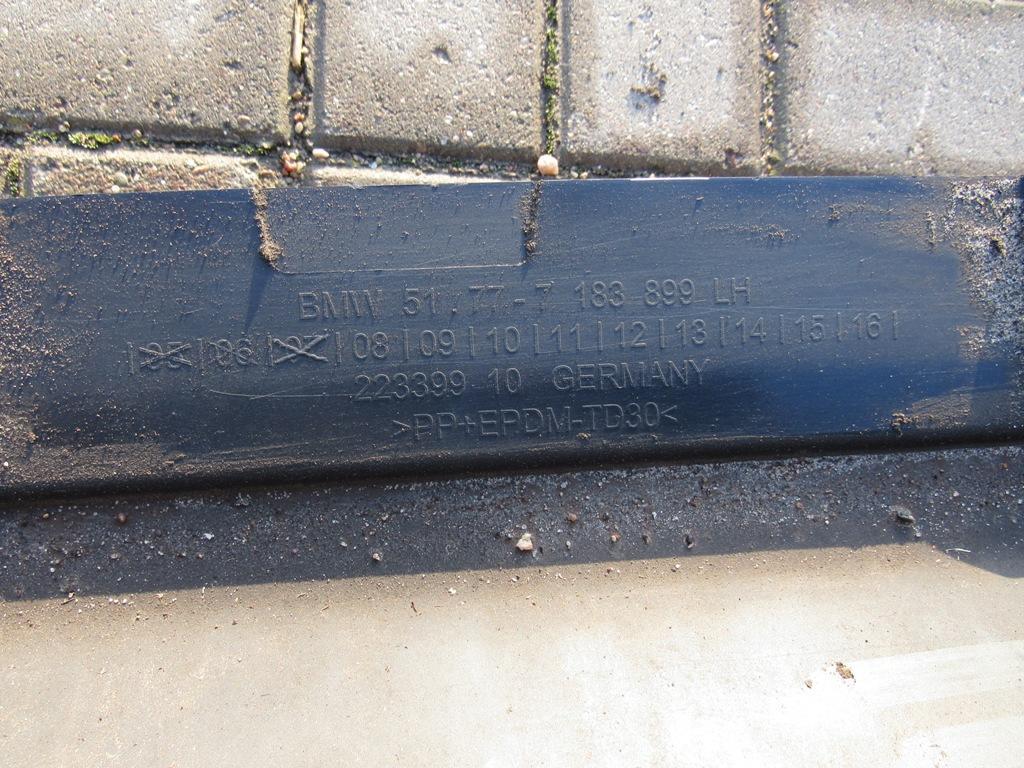 BMW 51.77-7 183 899 LH
|05|06|07|08|09|10|11|12|13|14|15|16|
223399 10 GERMANY
>PP+EPDM-TD30<